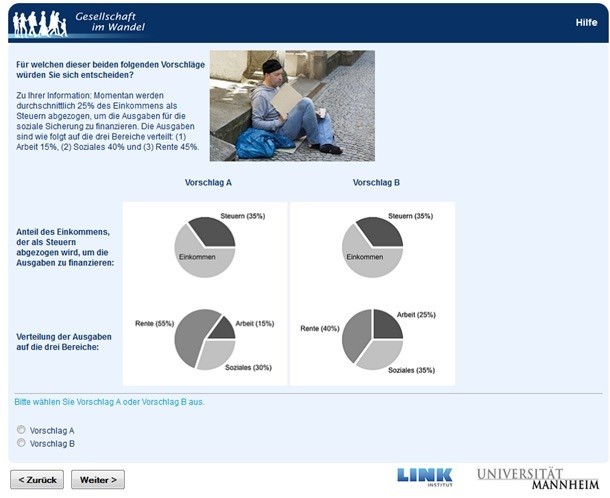 Gesellschaft
im Wandel
Hilfe
Für welchen dieser beiden folgenden Vorschläge
würden Sie sich entscheiden?
Zu Ihrer Information: Momentan werden
durchschnittlich 25% des Einkommens als
Steuern abgezogen, um die Ausgaben für die
soziale Sicherung zu finanzieren. Die Ausgaben
sind wie folgt auf die drei Bereiche verteilt: (1)
Arbeit 15%, (2) Soziales 40% und (3) Rente 45%.
Vorschlag A
Vorschlag B
Anteil des Einkommens,
der als Steuern
abgezogen wird, um die
Ausgaben zu finanzieren:
Steuern (35%)
Einkommen
Steuern (35%)
Einkommen
Verteilung der Ausgaben
auf die drei Bereiche:
Rente (55%)
Arbeit (15%)
Soziales (30%)
Rente (40%)
Arbeit (25%)
Soziales (35%)
Bitte wählen Sie Vorschlag A oder Vorschlag B aus.
Vorschlag A
Vorschlag B
< Zurück
Weiter >
LINK
INSTITUT
UNIVERSITÄT
MANNHEIM